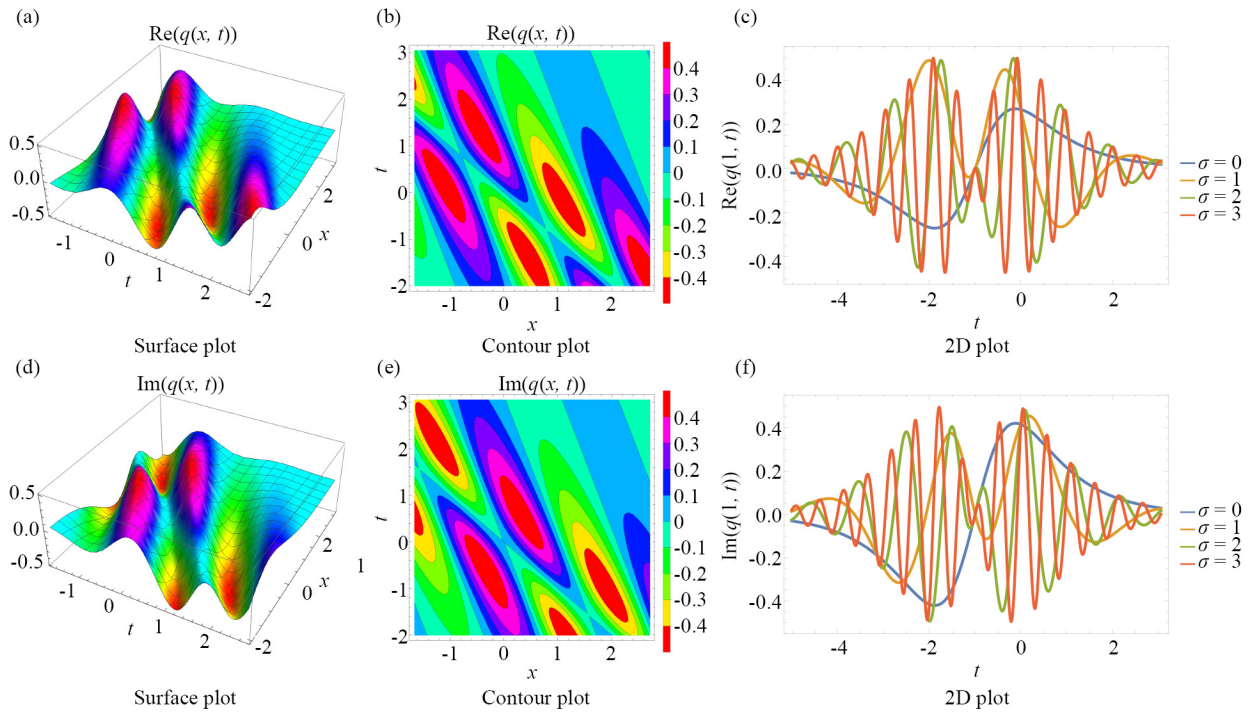 (a)
Re(q(x, t))
0.5
0.0
-0.5
-1
0
1
2
t
-2
0
2
x
Surface plot
(b)
Re(q(x, t))
3
2
1
0
-1
-2
t
-1
0
1
2
x
0.4
0.3
0.2
0.1
0
-0.1
-0.2
-0.3
-0.4
Contour plot
(c)
Re(q(1, t))
0.4
0.2
0.0
-0.2
-0.4
-4
-2
0
2
t
σ = 0
σ = 1
σ = 2
σ = 3
2D plot
(d)
Im(q(x, t))
0.5
0.0
-0.5
-1
0
1
2
t
-2
0
2
x
1
Surface plot
(e)
Im(q(x, t))
3
2
1
0
-1
-2
t
-1
0
1
2
x
0.4
0.3
0.2
0.1
0
-0.1
-0.2
-0.3
-0.4
Contour plot
(f)
Im(q(1, t))
0.4
0.2
0.0
-0.2
-0.4
-4
-2
0
2
t
σ = 0
σ = 1
σ = 2
σ = 3
2D plot